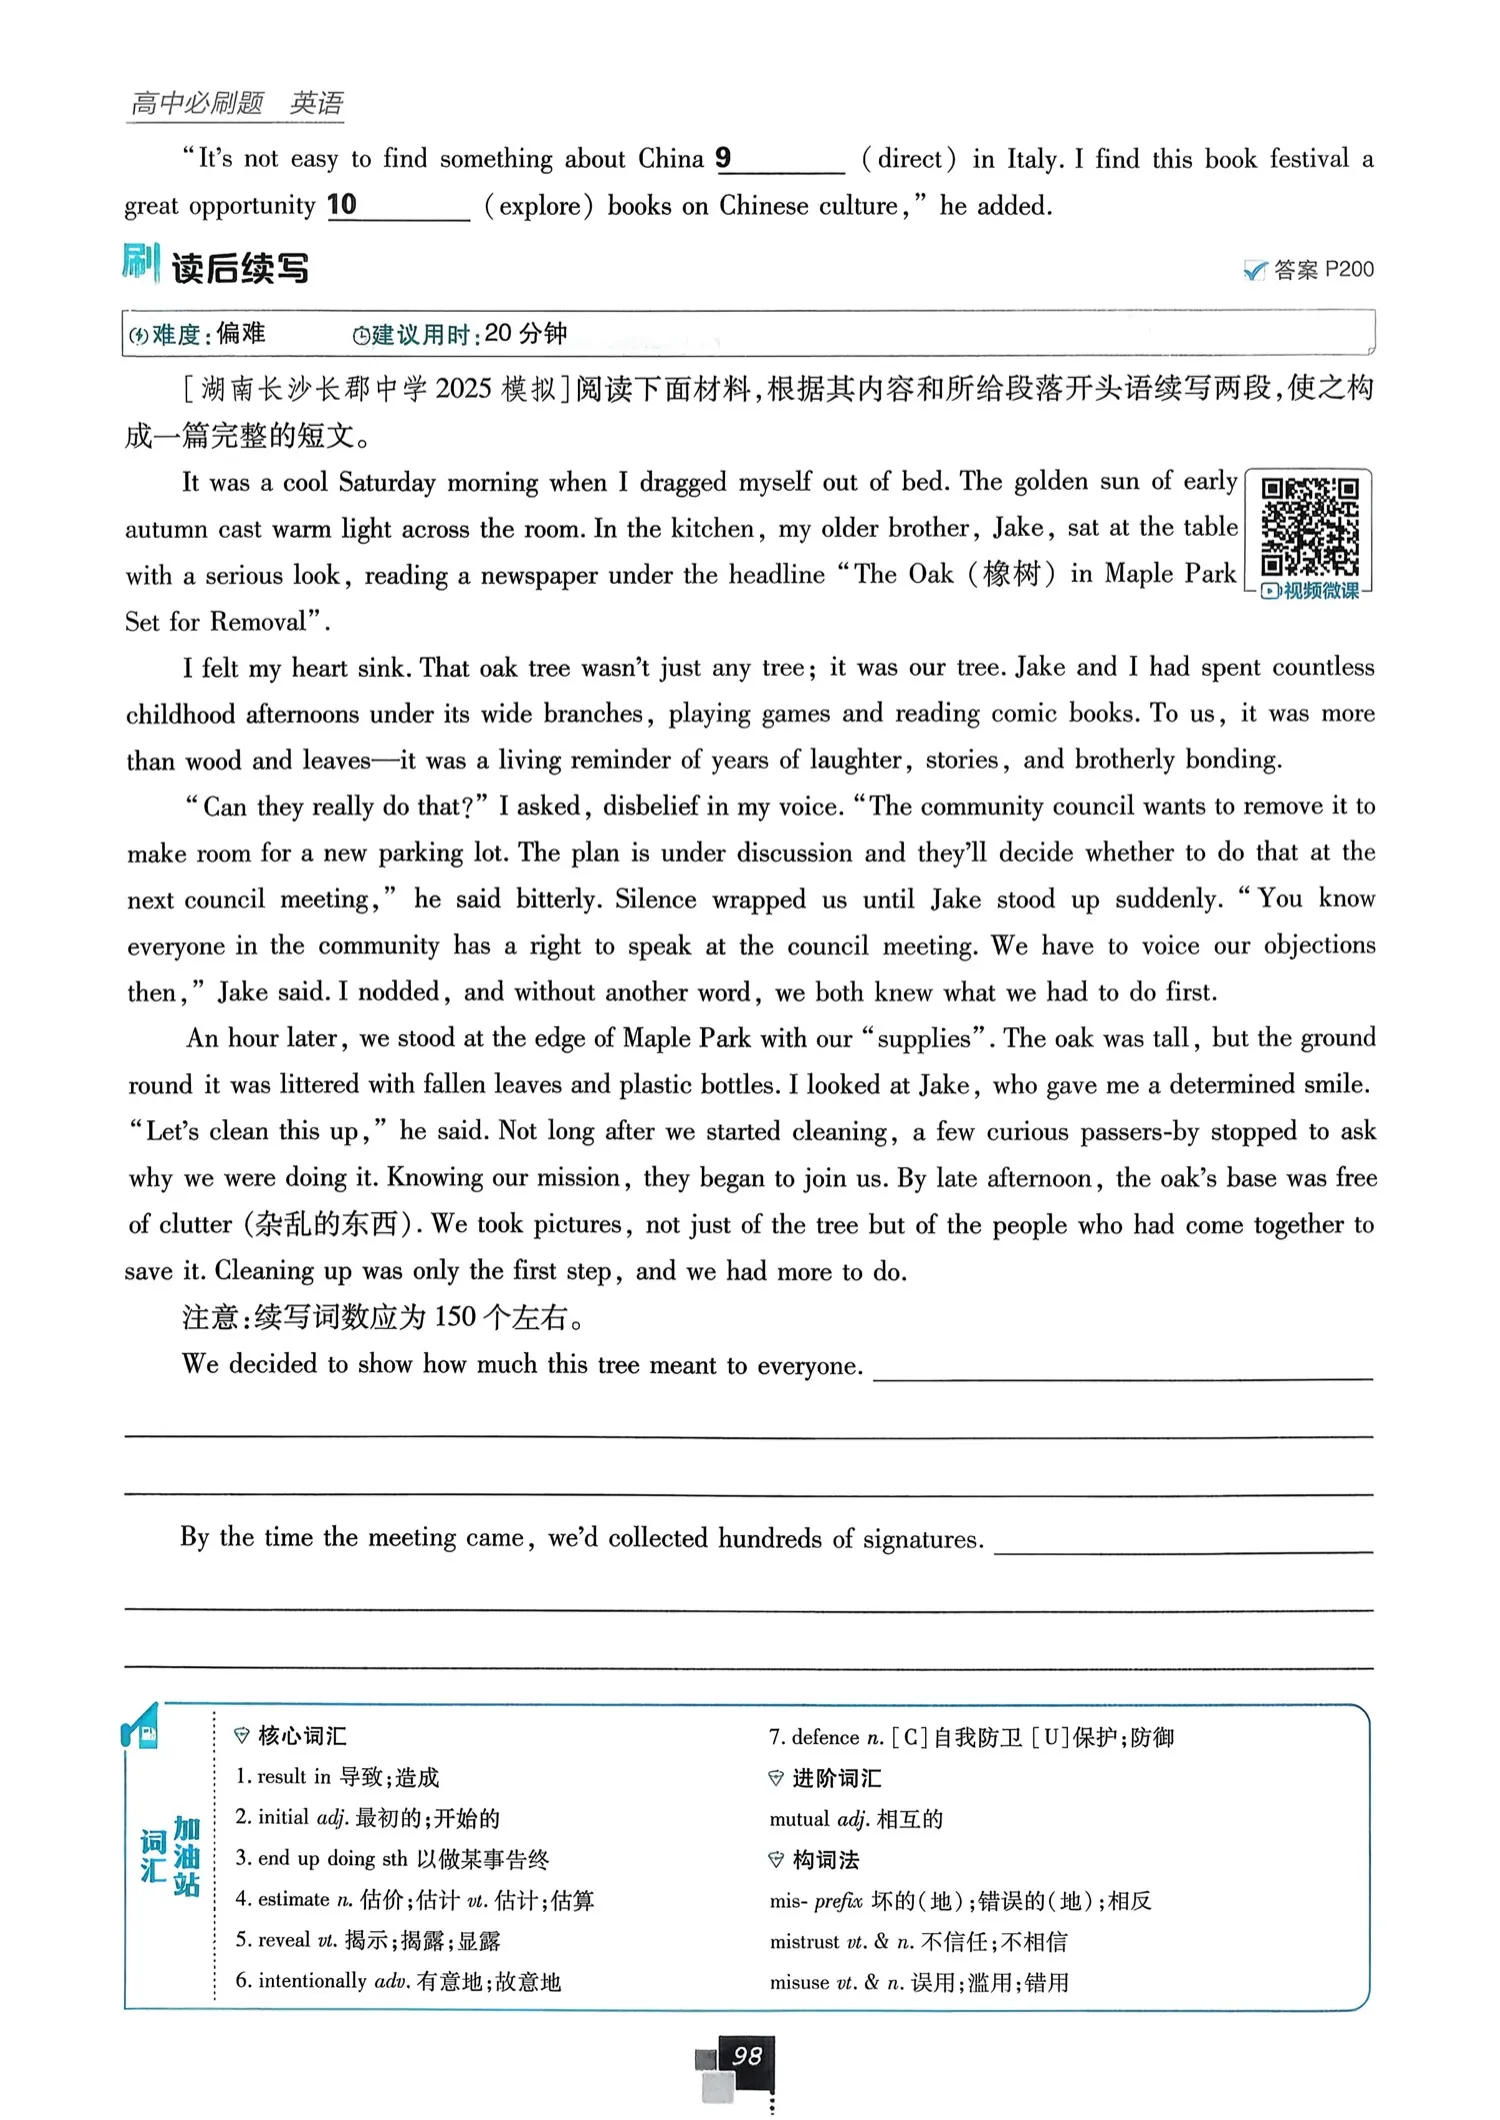 高中必刷题 英语
“It’s not easy to find something about China 9________ (direct) in Italy. I find this book festival a
great opportunity 10________ (explore) books on Chinese culture,” he added.
刷 读后续写
答案 P200
难度:偏难 建议用时:20 分钟
[湖南长沙长郡中学 2025 模拟]阅读下面材料,根据其内容和所给段落开头语续写两段,使之构
成一篇完整的短文。
It was a cool Saturday morning when I dragged myself out of bed. The golden sun of early
autumn cast warm light across the room. In the kitchen, my older brother, Jake, sat at the table
with a serious look, reading a newspaper under the headline “The Oak (橡树) in Maple Park
Set for Removal”.
视频微课
I felt my heart sink. That oak tree wasn’t just any tree; it was our tree. Jake and I had spent countless
childhood afternoons under its wide branches, playing games and reading comic books. To us, it was more
than wood and leaves—it was a living reminder of years of laughter, stories, and brotherly bonding.
“Can they really do that?” I asked, disbelief in my voice. “The community council wants to remove it to
make room for a new parking lot. The plan is under discussion and they’ll decide whether to do that at the
next council meeting,” he said bitterly. Silence wrapped us until Jake stood up suddenly. “You know
everyone in the community has a right to speak at the council meeting. We have to voice our objections
then,” Jake said. I nodded, and without another word, we both knew what we had to do first.
An hour later, we stood at the edge of Maple Park with our “supplies”. The oak was tall, but the ground
round it was littered with fallen leaves and plastic bottles. I looked at Jake, who gave me a determined smile.
“Let’s clean this up,” he said. Not long after we started cleaning, a few curious passers-by stopped to ask
why we were doing it. Knowing our mission, they began to join us. By late afternoon, the oak’s base was free
of clutter (杂乱的东西). We took pictures, not just of the tree but of the people who had come together to
save it. Cleaning up was only the first step, and we had more to do.
注意:续写词数应为 150 个左右。
We decided to show how much this tree meant to everyone.
By the time the meeting came, we’d collected hundreds of signatures.
词汇加油站
核心词汇
1. result in 导致;造成
2. initial adj. 最初的;开始的
3. end up doing sth 以做某事告终
4. estimate n. 估价;估计 vt. 估计;估算
5. reveal vt. 揭示;揭露;显露
6. intentionally adv. 有意地;故意地
7. defence n. [C]自我防卫 [U]保护;防御
进阶词汇
mutual adj. 相互的
构词法
mis- prefix 坏的(地);错误的(地);相反
mistrust vt. & n. 不信任;不相信
misuse vt. & n. 误用;滥用;错用
98